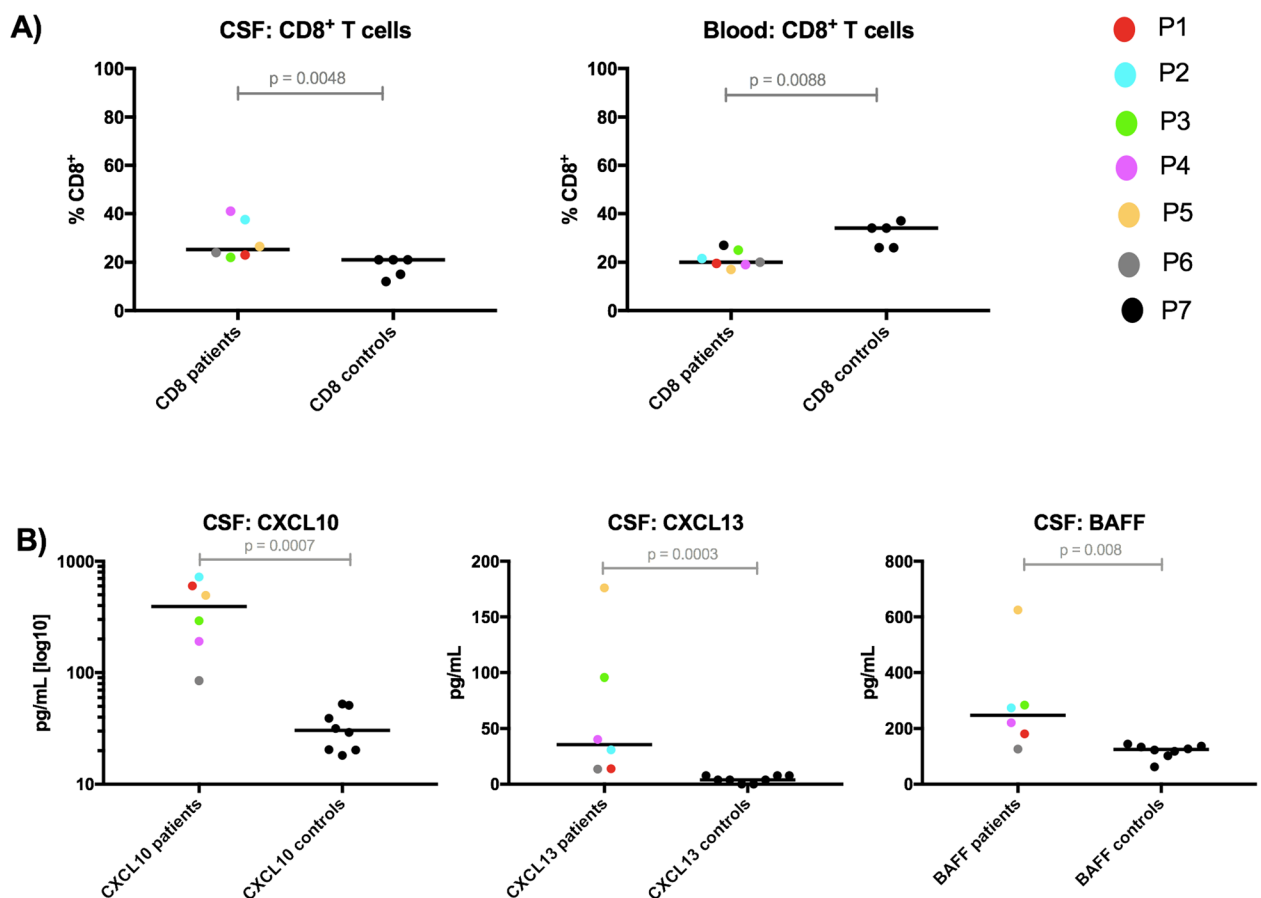 A)
CSF: CD8⁺ T cells
p = 0.0048
% CD8⁺
100
80
60
40
20
0
CD8 patients
CD8 controls
Blood: CD8⁺ T cells
p = 0.0088
% CD8⁺
100
80
60
40
20
0
CD8 patients
CD8 controls
P1
P2
P3
P4
P5
P6
P7
B)
CSF: CXCL10
p = 0.0007
pg/mL [log10]
1000
100
10
CXCL10 patients
CXCL10 controls
CSF: CXCL13
p = 0.0003
pg/mL
200
150
100
50
0
CXCL13 patients
CXCL13 controls
CSF: BAFF
p = 0.008
pg/mL
800
600
400
200
0
BAFF patients
BAFF controls